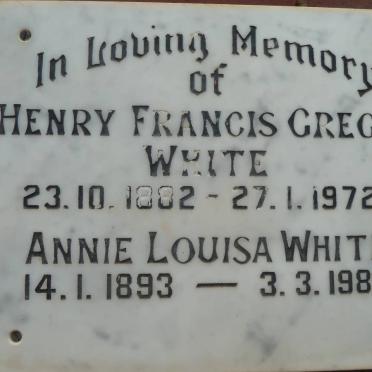 In Loving Memory
of
HENRY FRANCIS GREG
WHITE
23.10.1882 - 27.1.1972
ANNIE LOUISA WHIT
14.1.1893 — 3.3.198